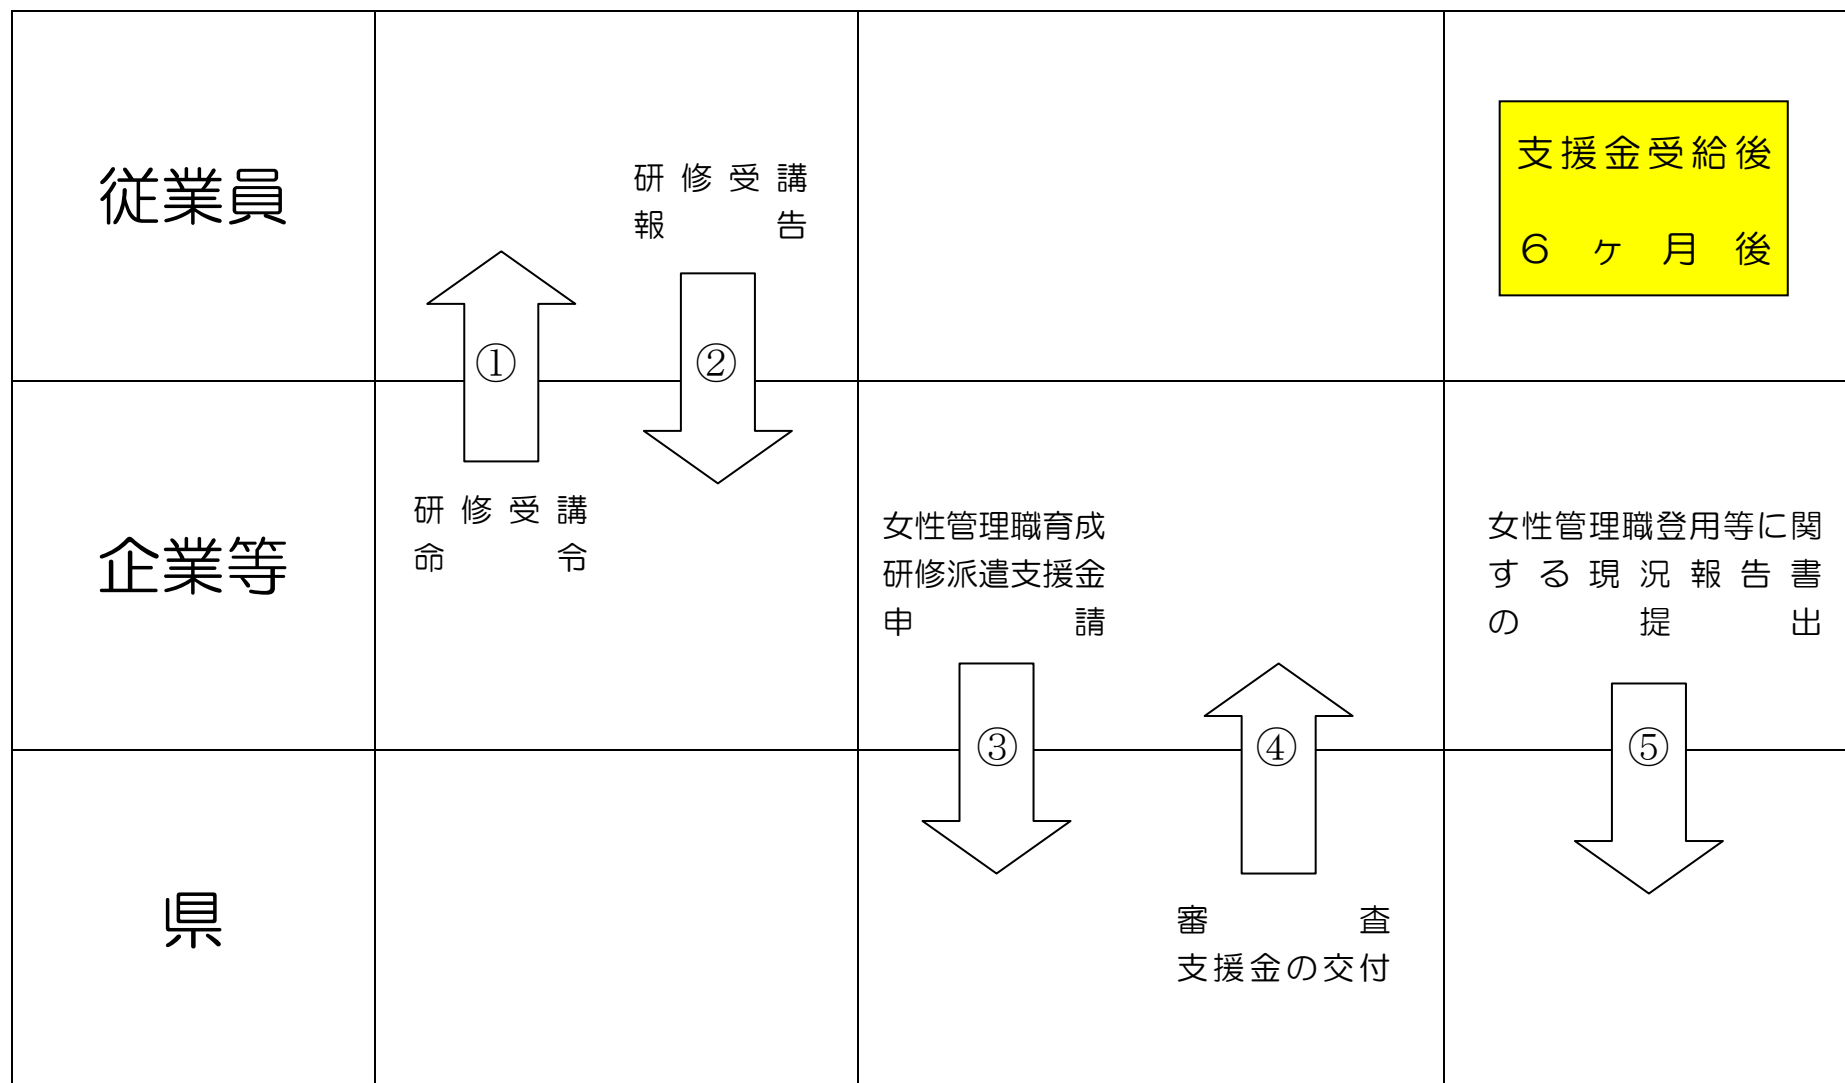 従業員
研修受講
報告
支援金受給後
６ヶ月後
①
②
企業等
研修受講
命令
女性管理職育成
研修派遣支援金
申請
女性管理職登用等に関
する現況報告書
の提出
③
④
⑤
県
審査
支援金の交付